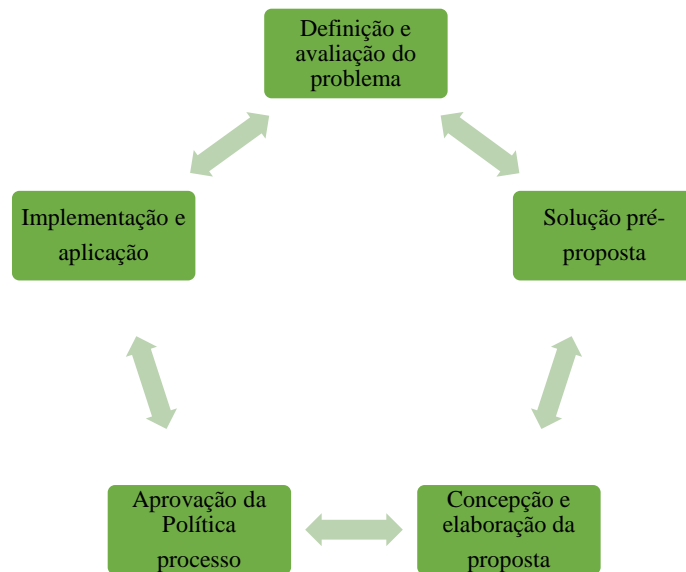 Definição e
avaliação do
problema
Solução pré-
proposta
Concepção e
elaboração da
proposta
Aprovação da
Política
processo
Implementação e
aplicação